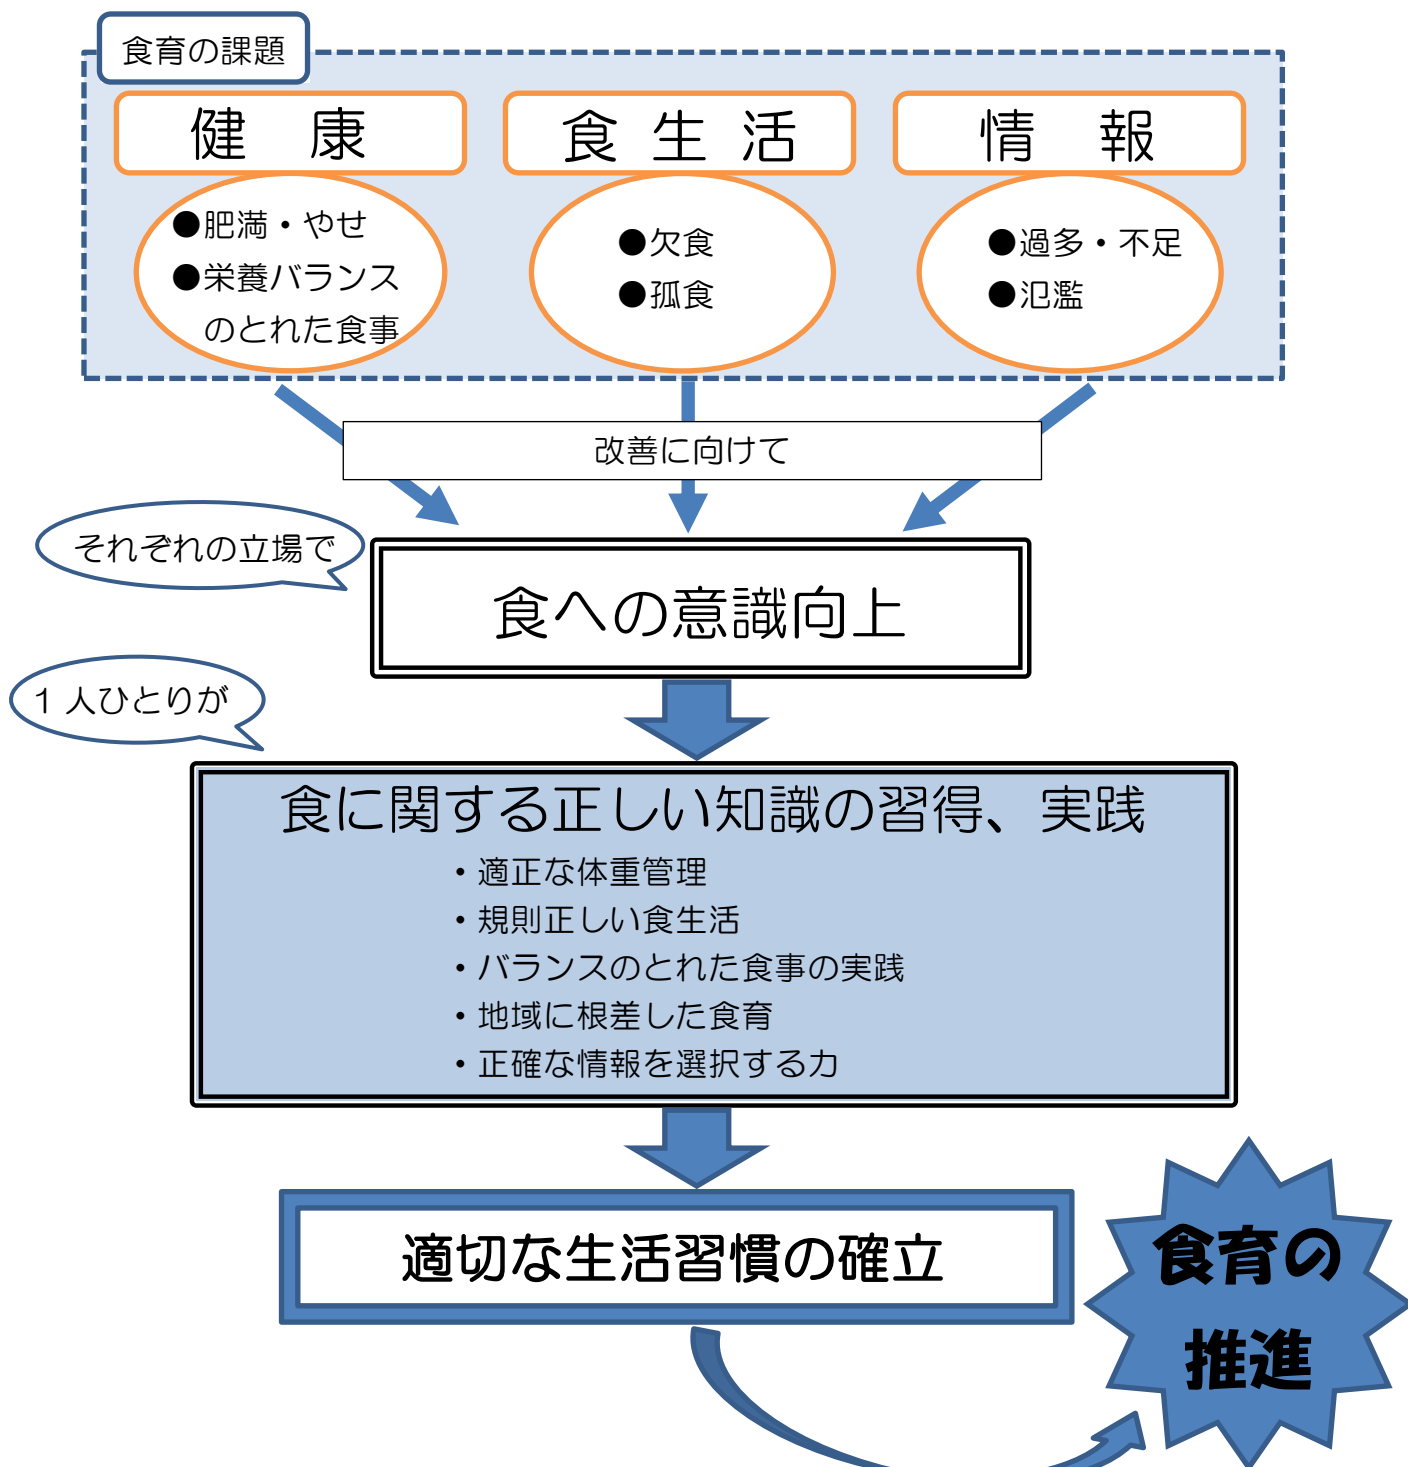 食育の課題
健　康
食 生 活
情　報
●肥満・やせ
●栄養バランス
のとれた食事
●欠食
●孤食
●過多・不足
●氾濫
改善に向けて
それぞれの立場で
食への意識向上
1 人ひとりが
食に関する正しい知識の習得、実践
・適正な体重管理
・規則正しい食生活
・バランスのとれた食事の実践
・地域に根差した食育
・正確な情報を選択する力
適切な生活習慣の確立
食育の
推進